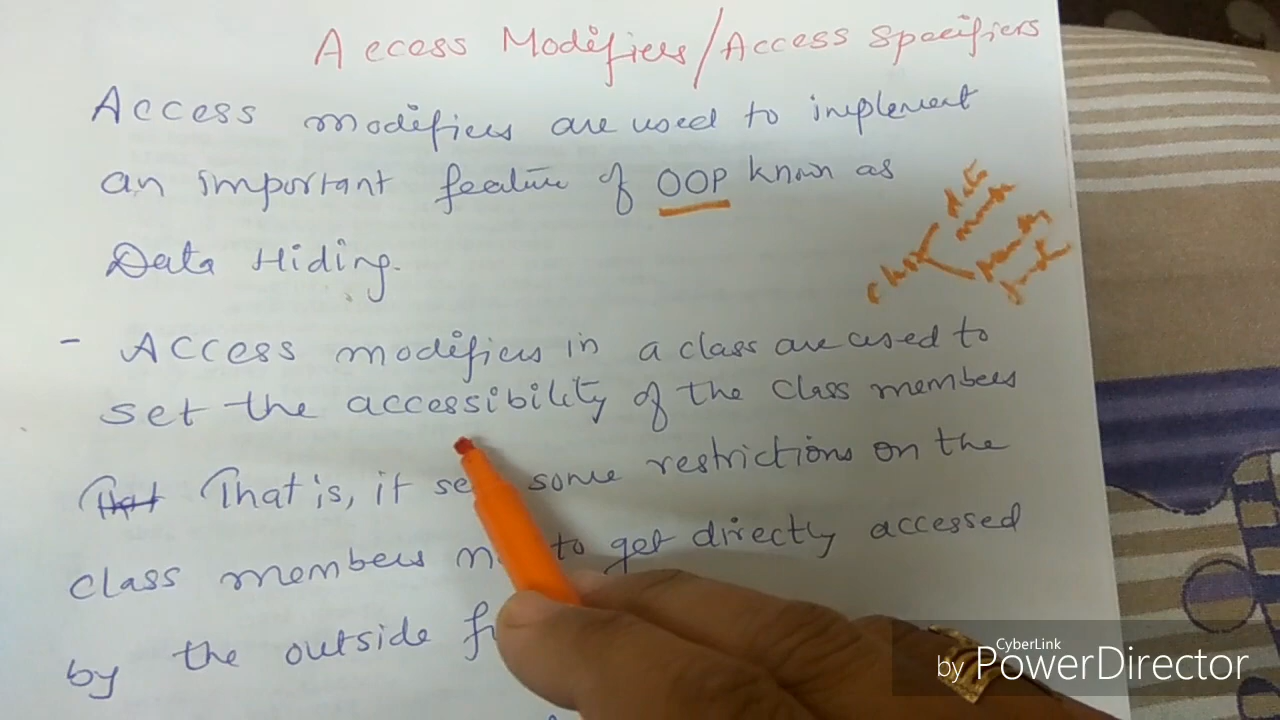 Access Modifiers/Access Specifiers
Access modifiers are used to implement
an important feature of OOP known as
Data Hiding.
- Access modifiers in a class are used to
set the accessibility of the class members
That is, it some restrictions on the
class members to get directly accessed
by the outside
CyberLink
by PowerDirector